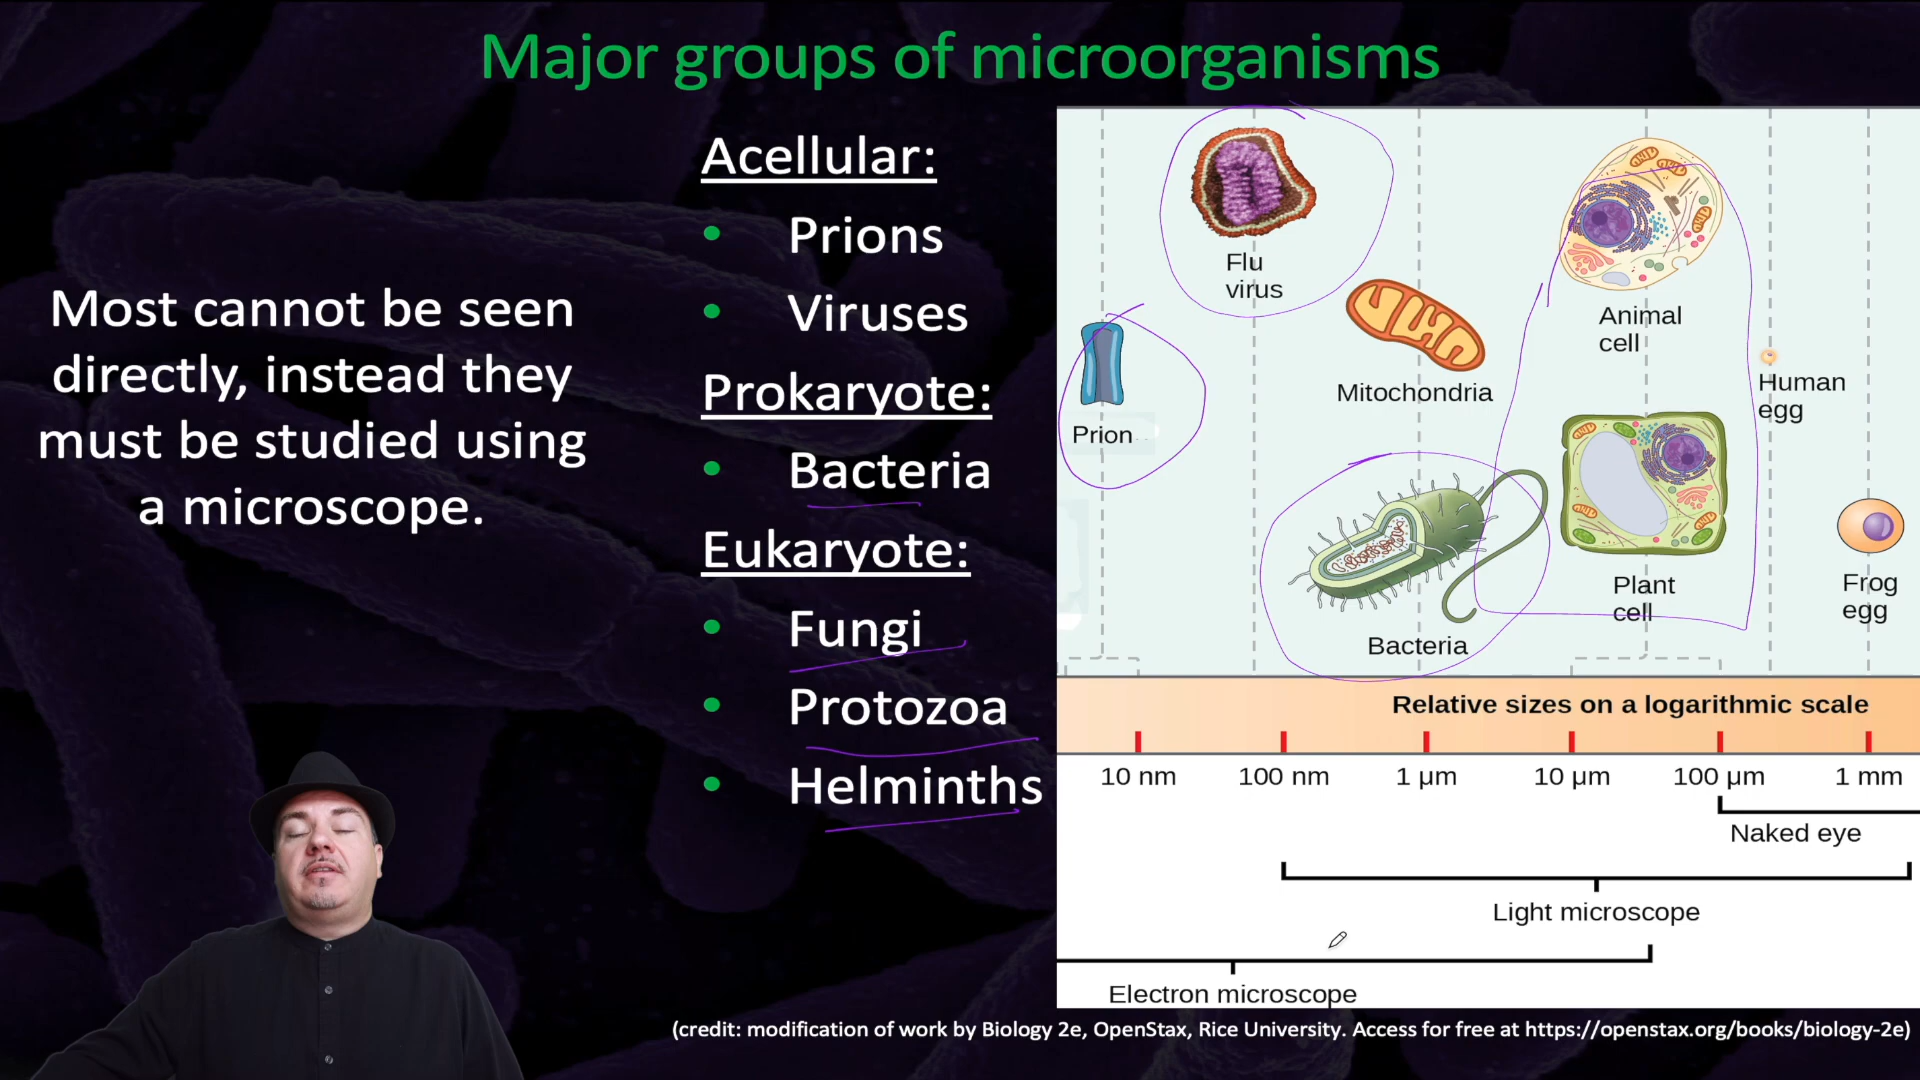 Major groups of microorganisms
Most cannot be seen
directly, instead they
must be studied using
a microscope.
Acellular:
• Prions
• Viruses
Prokaryote:
• Bacteria
Eukaryote:
• Fungi
• Protozoa
• Helminths
Flu
virus
Prion
Mitochondria
Bacteria
Animal
cell
Plant
cell
Human
egg
Frog
egg
Relative sizes on a logarithmic scale
10 nm 100 nm 1 μm 10 μm 100 μm 1 mm
Naked eye
Light microscope
Electron microscope
(credit: modification of work by Biology 2e, OpenStax, Rice University. Access for free at https://openstax.org/books/biology-2e)